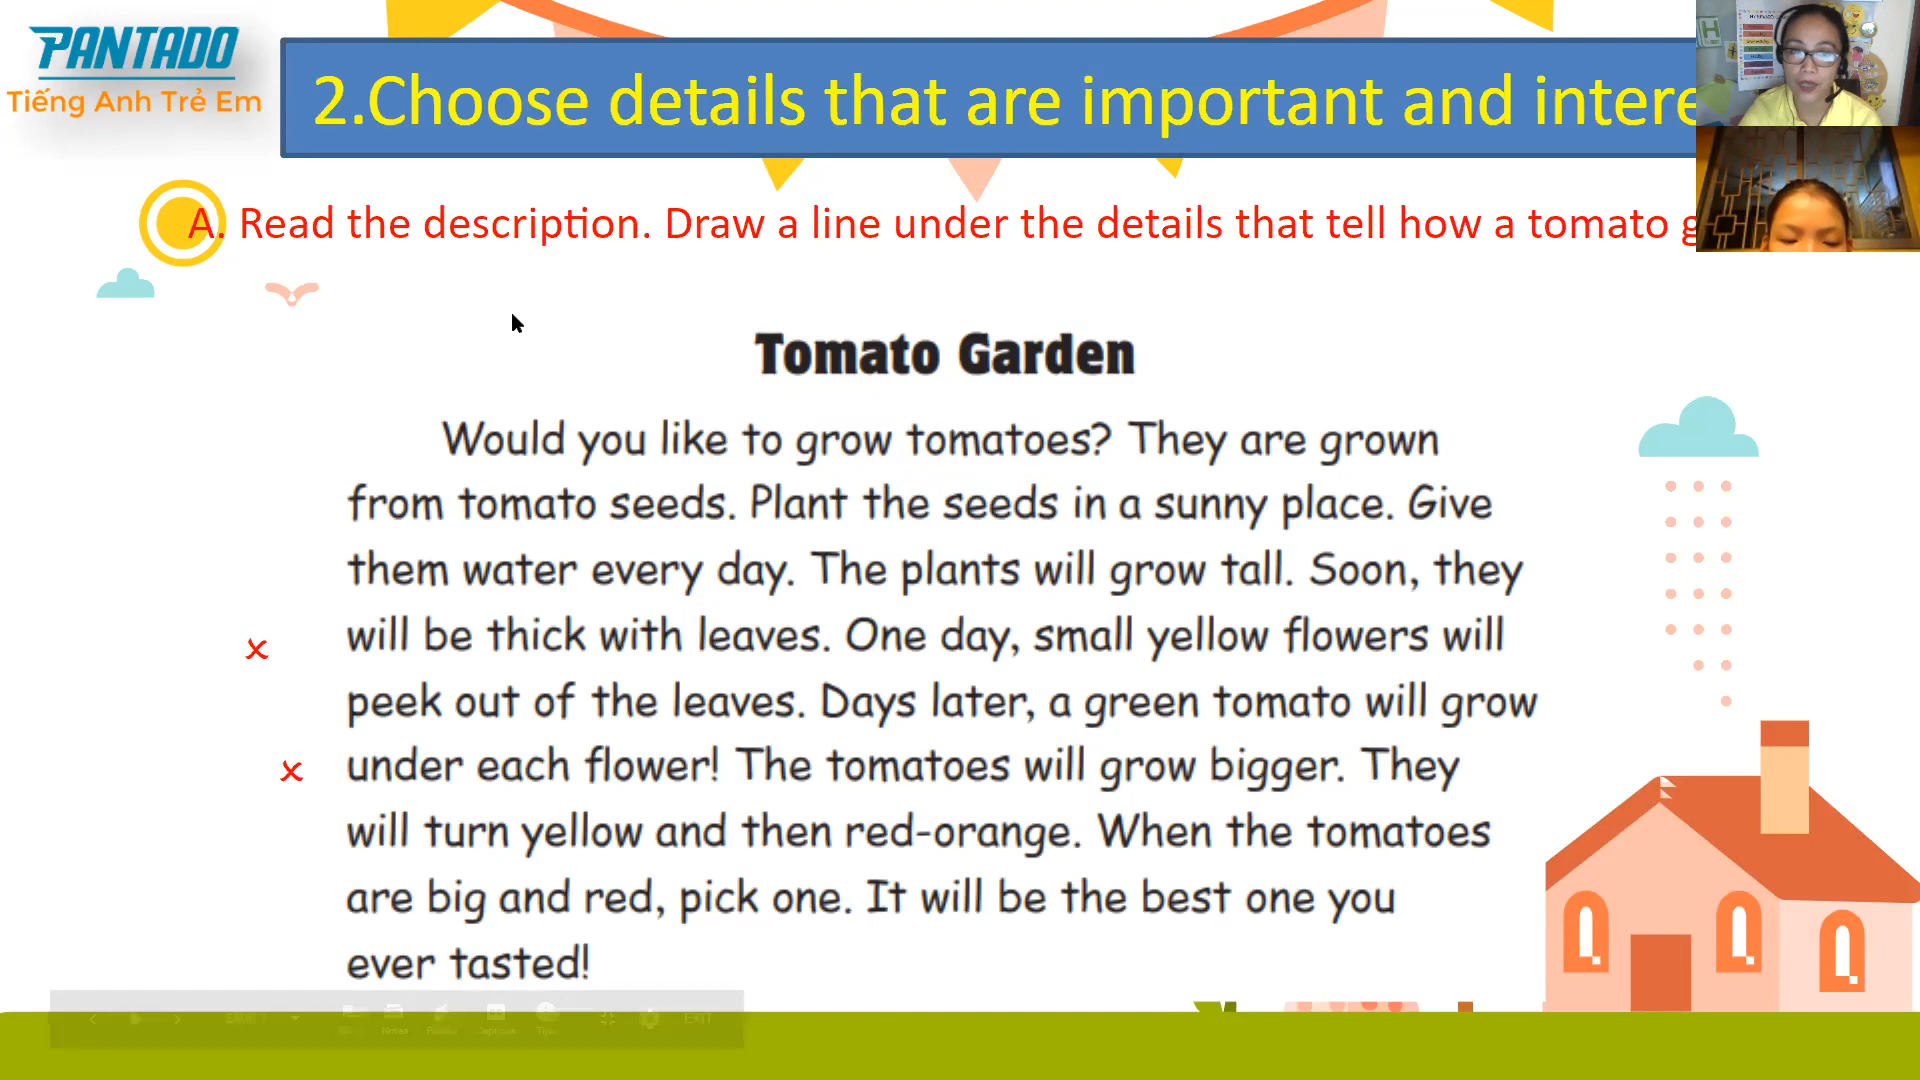 PANTADO
Tiếng Anh Trẻ Em
2.Choose details that are important and intere
A. Read the description. Draw a line under the details that tell how a tomato g
Tomato Garden
Would you like to grow tomatoes? They are grown
from tomato seeds. Plant the seeds in a sunny place. Give
them water every day. The plants will grow tall. Soon, they
will be thick with leaves. One day, small yellow flowers will
peek out of the leaves. Days later, a green tomato will grow
under each flower! The tomatoes will grow bigger. They
will turn yellow and then red-orange. When the tomatoes
are big and red, pick one. It will be the best one you
ever tasted!
EXIT